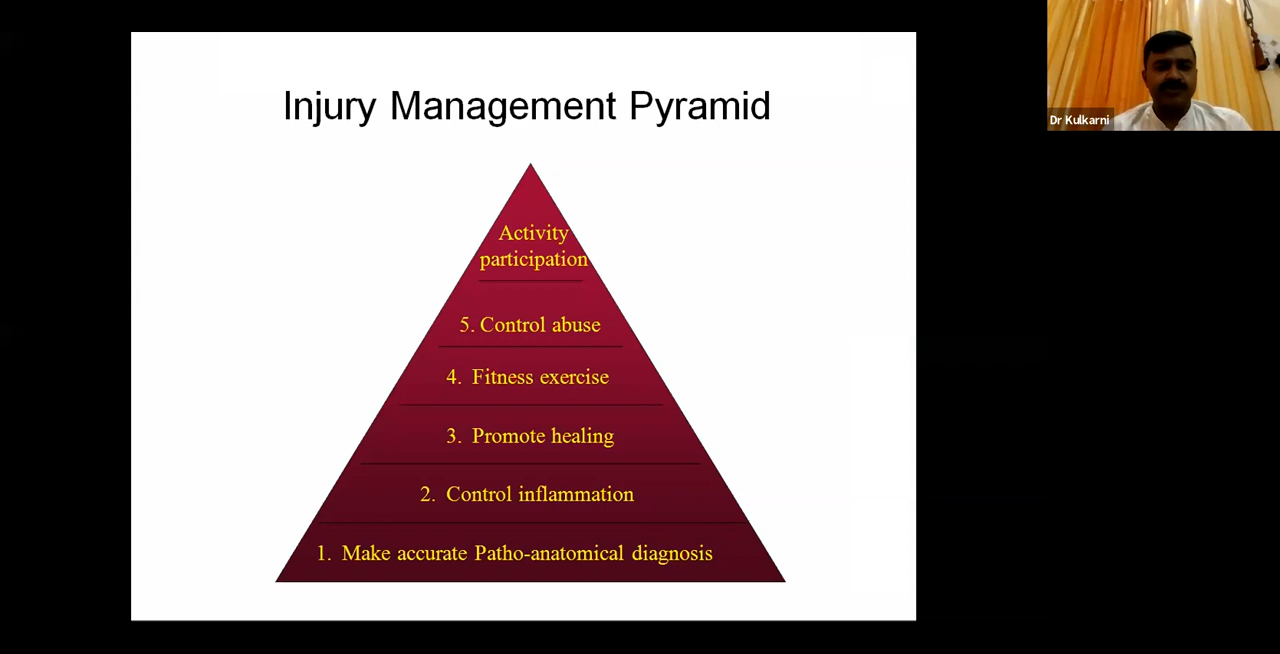 Injury Management Pyramid
Activity
participation
5. Control abuse
4. Fitness exercise
3. Promote healing
2. Control inflammation
1. Make accurate Patho-anatomical diagnosis
Dr Kulkarni